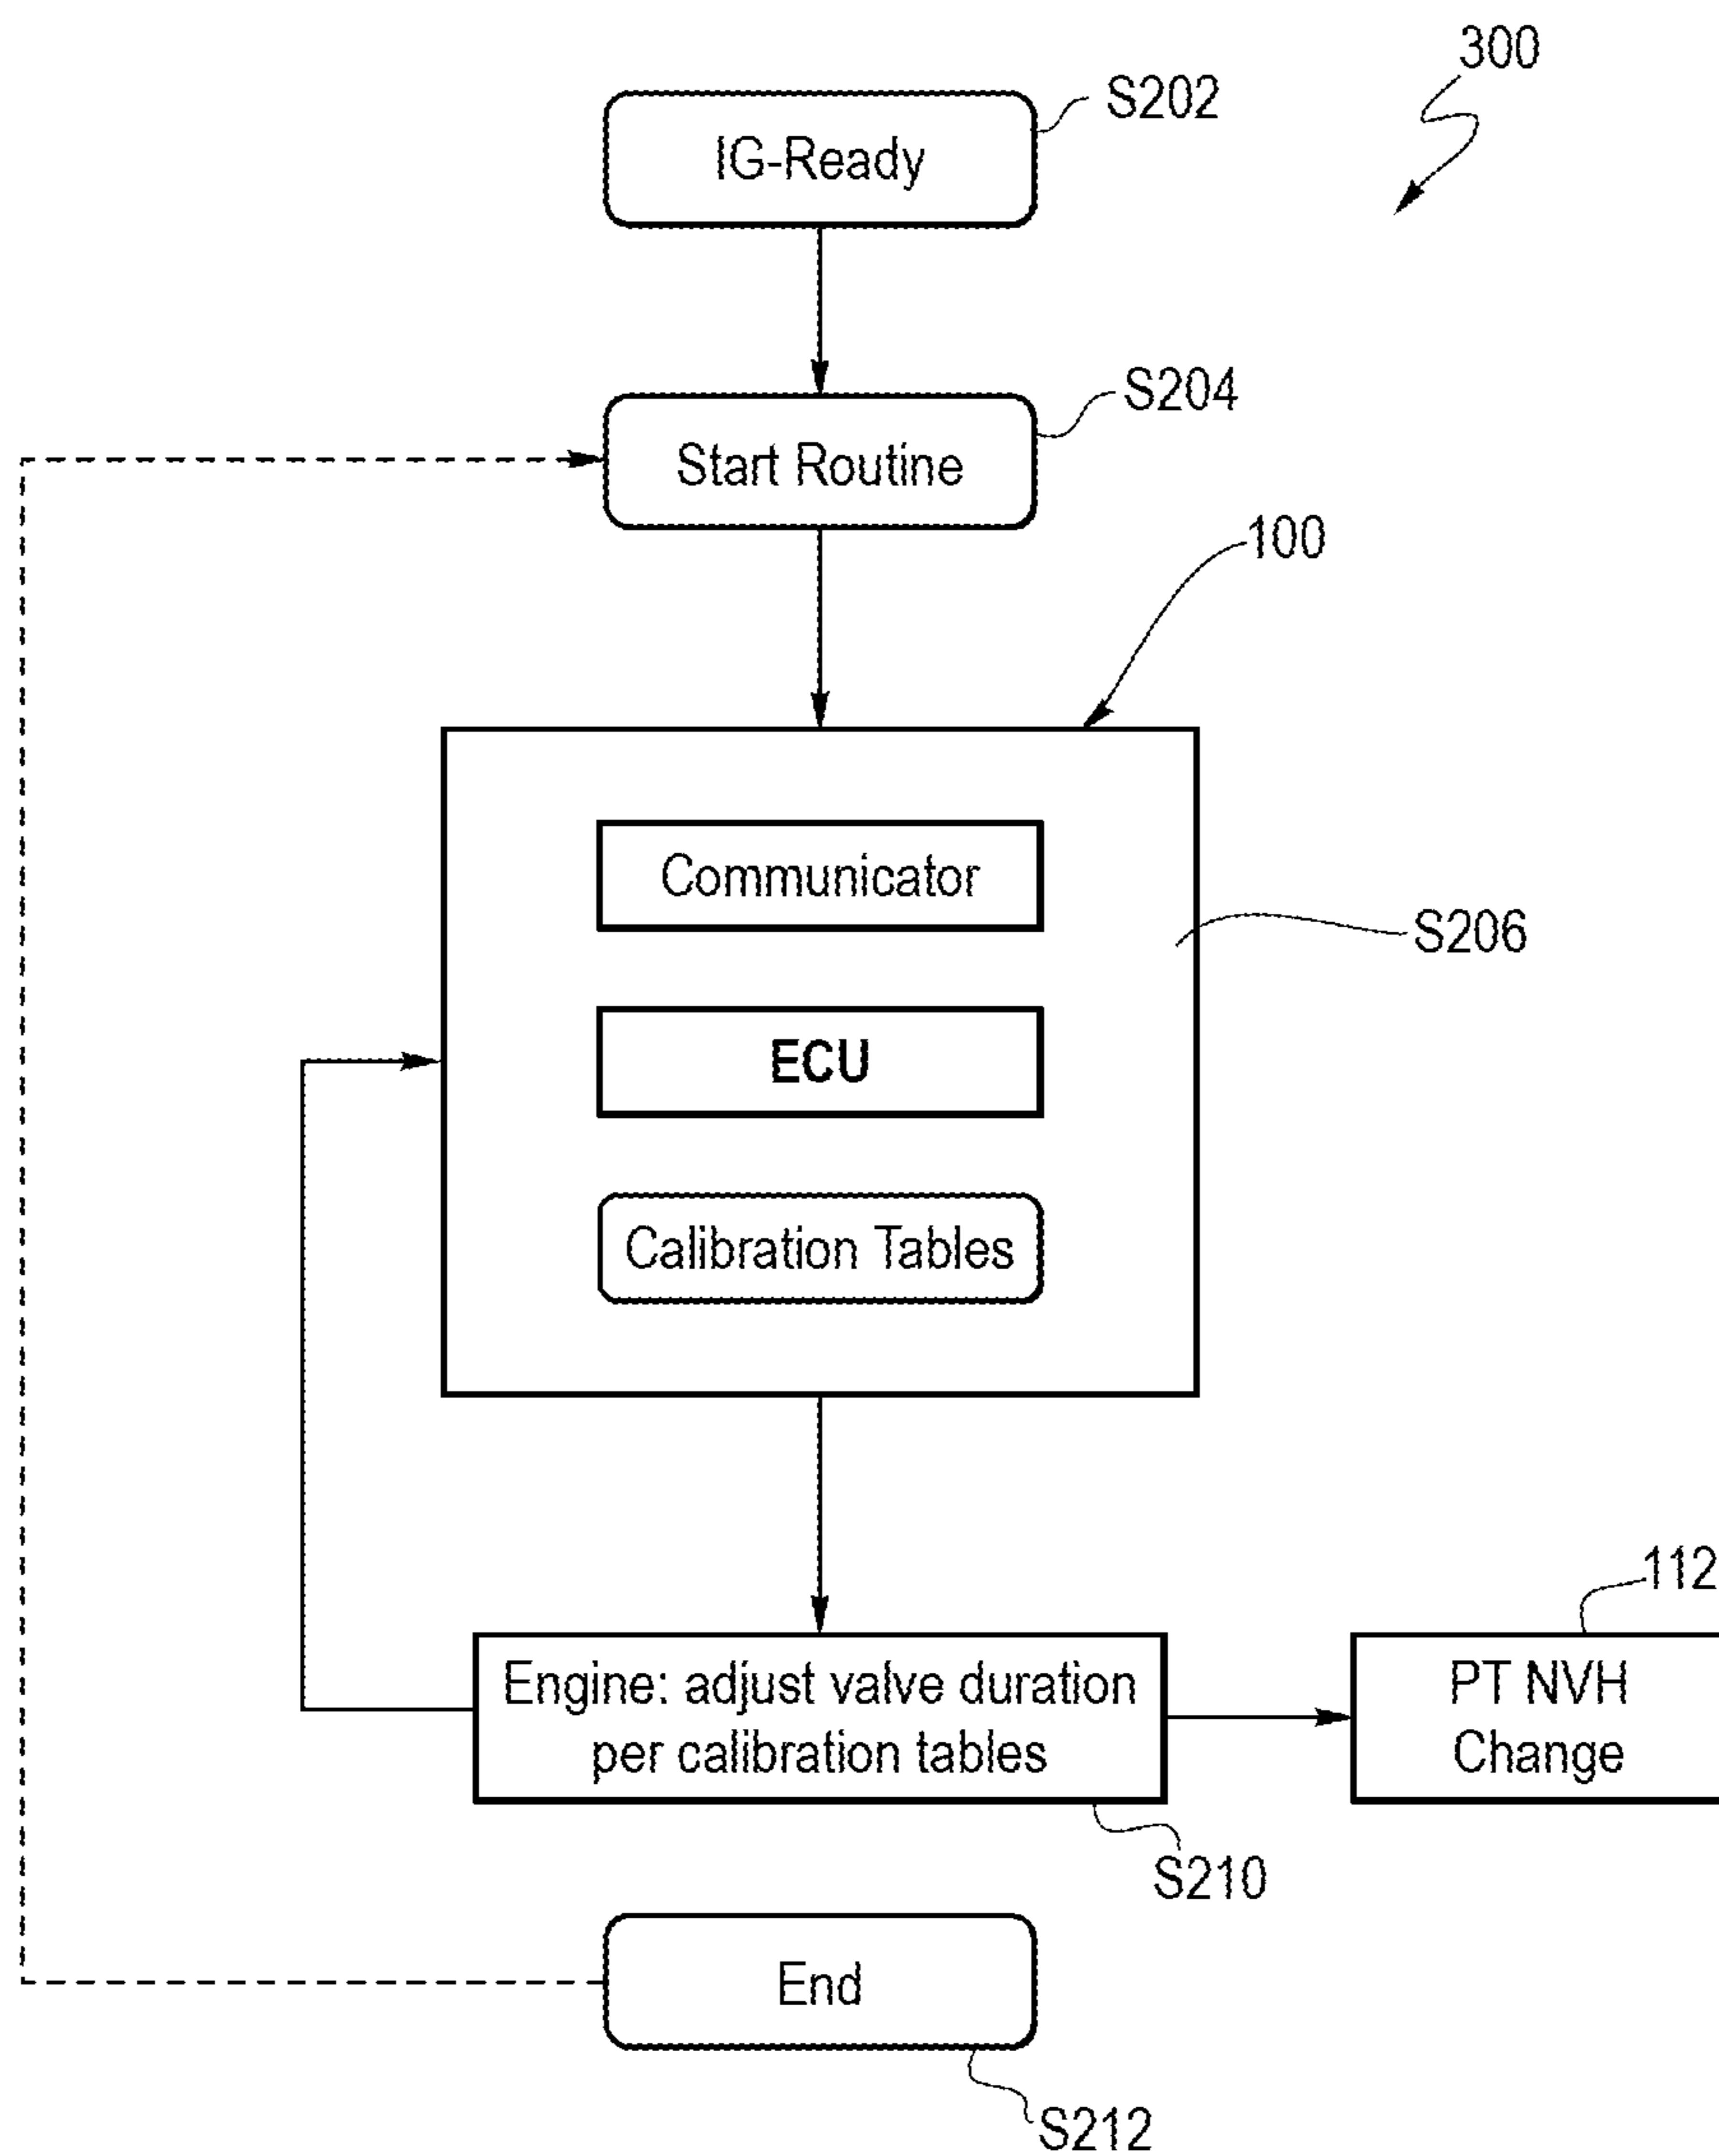 300
S202
IG-Ready
S204
Start Routine
100
Communicator
S206
ECU
Calibration Tables
112
Engine: adjust valve duration
per calibration tables
PT NVH
Change
S210
End
S212